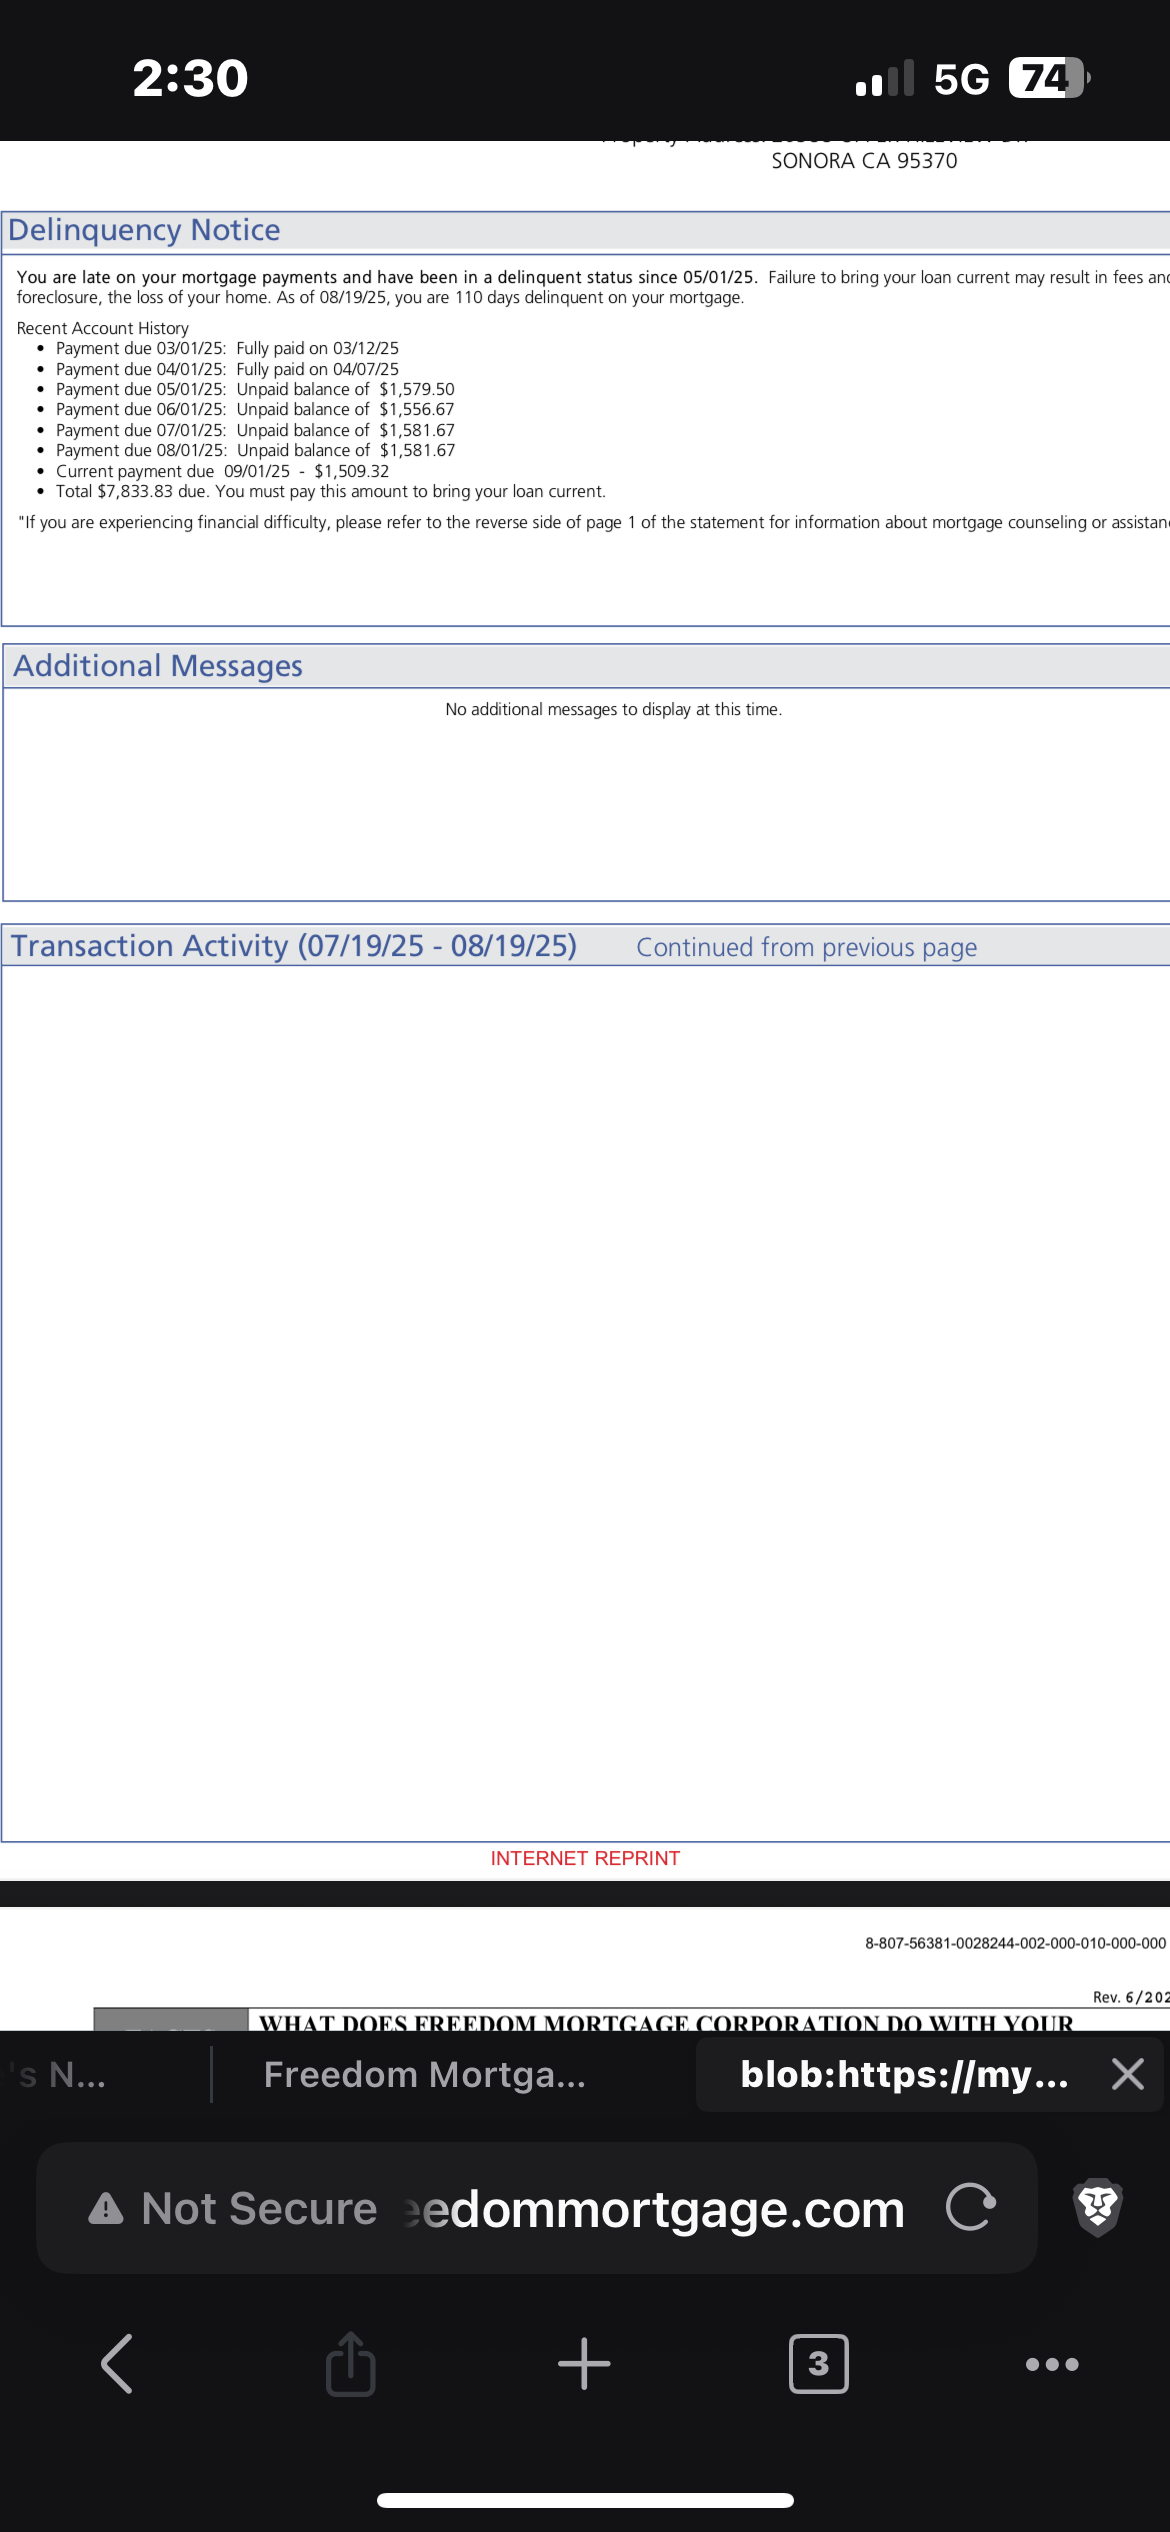 2:30
5G 74
SONORA CA 95370
Delinquency Notice
You are late on your mortgage payments and have been in a delinquent status since 05/01/25. Failure to bring your loan current may result in fees and
foreclosure, the loss of your home. As of 08/19/25, you are 110 days delinquent on your mortgage.
Recent Account History
• Payment due 03/01/25: Fully paid on 03/12/25
• Payment due 04/01/25: Fully paid on 04/07/25
• Payment due 05/01/25: Unpaid balance of $1,579.50
• Payment due 06/01/25: Unpaid balance of $1,556.67
• Payment due 07/01/25: Unpaid balance of $1,581.67
• Payment due 08/01/25: Unpaid balance of $1,581.67
• Current payment due 09/01/25 - $1,509.32
• Total $7,833.83 due. You must pay this amount to bring your loan current.
"If you are experiencing financial difficulty, please refer to the reverse side of page 1 of the statement for information about mortgage counseling or assistan
Additional Messages
No additional messages to display at this time.
Transaction Activity (07/19/25 - 08/19/25) Continued from previous page
INTERNET REPRINT
8-807-56381-0028244-002-000-010-000-000
Rev. 6/202
WHAT DOES FREEDOM MORTGAGE CORPORATION DO WITH YOUR
's N... Freedom Mortga... blob:https://my...
Not Secure eedommortgage.com
3